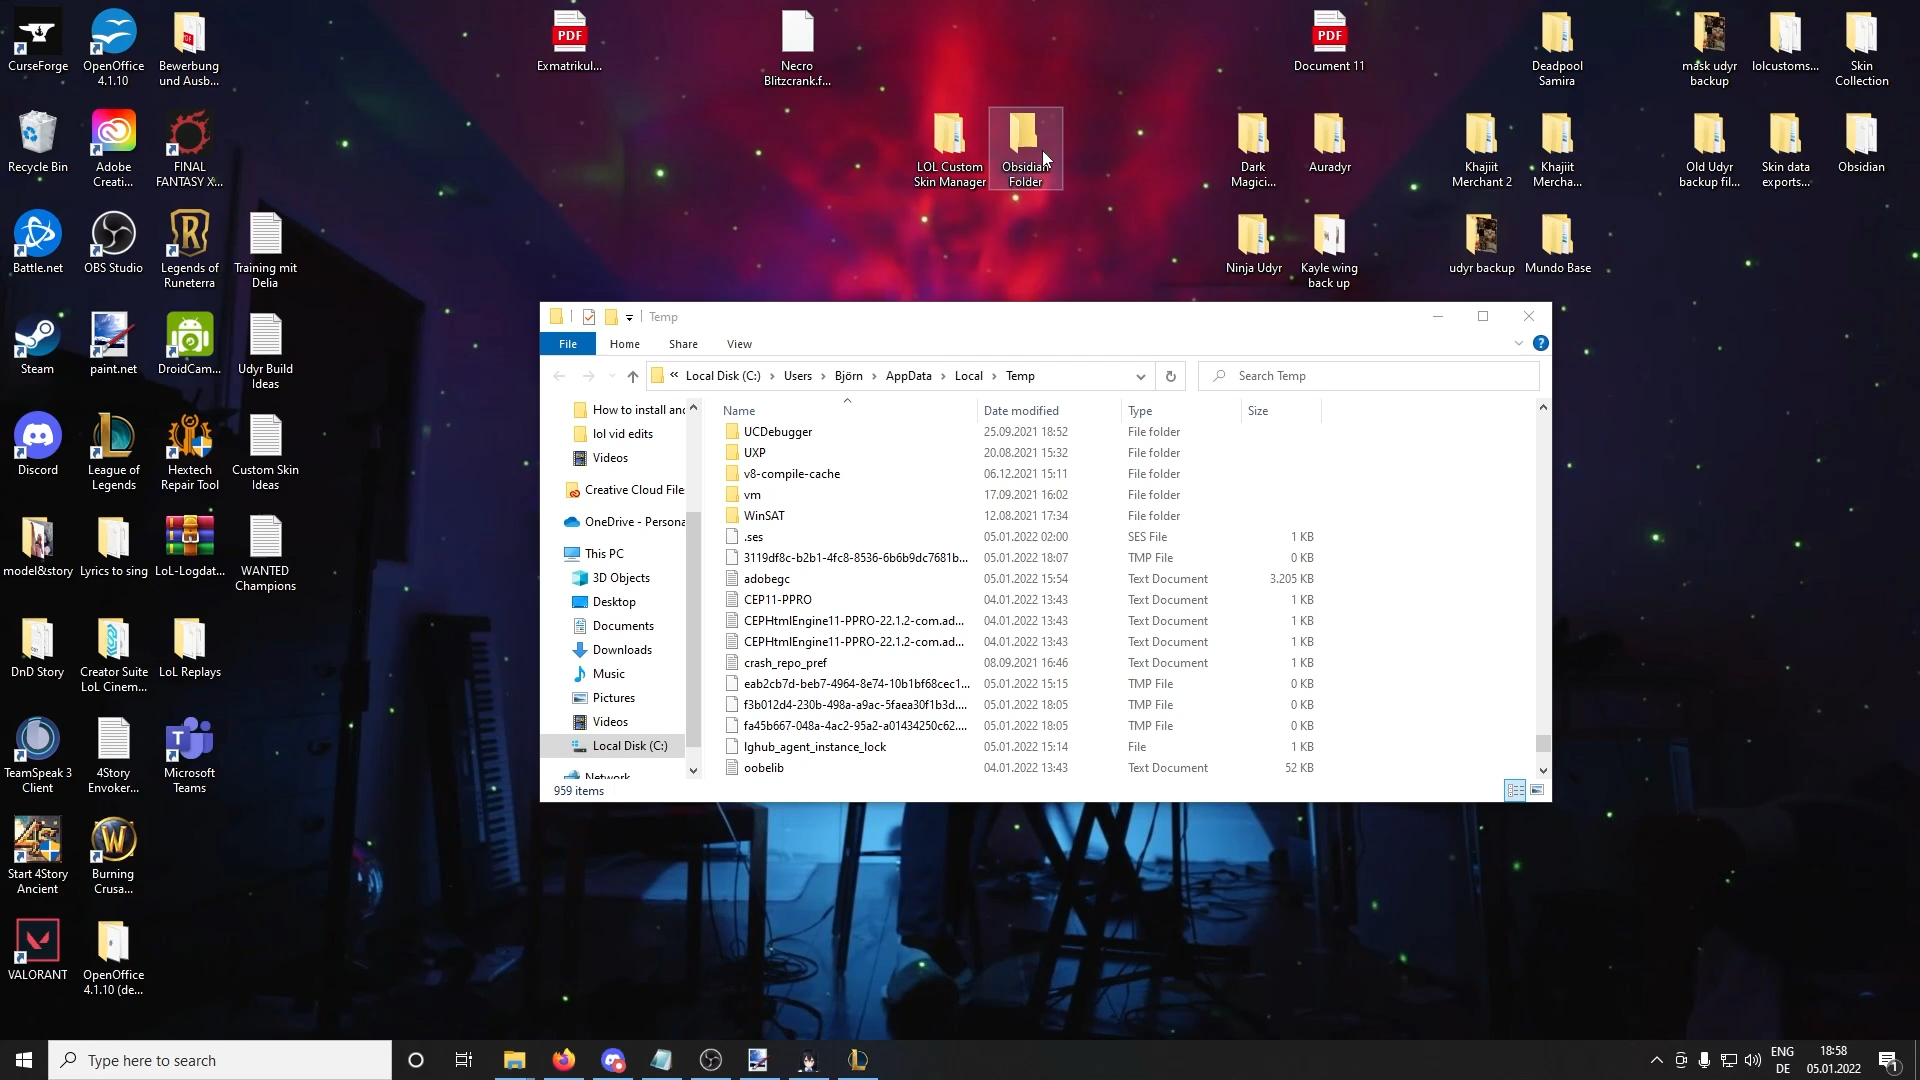 CurseForge
OpenOffice
4.1.10
Bewerbung
und Ausb...
PDF
Exmatrikul...
Necro
Blitzcrank.f...
PDF
Document 11
Deadpool
Samira
mask udyr
backup
lolcustoms...
Skin
Collection
Recycle Bin
Adobe
Creati...
FINAL
FANTASY X...
LOL Custom
Skin Manager
Obsidian
Folder
Dark
Magici...
Auradyr
Khajiit
Merchant 2
Khajiit
Mercha...
Old Udyr
backup fil...
Skin data
exports...
Obsidian
Battle.net
OBS Studio
Legends of
Runeterra
Training mit
Delia
Ninja Udyr
Kayle wing
back up
udyr backup
Mundo Base
Steam
paint.net
DroidCam...
Udyr Build
Ideas
Discord
League of
Legends
Hextech
Repair Tool
Custom Skin
Ideas
model&story
Lyrics to sing
LoL-Logdat...
WANTED
Champions
DnD Story
Creator Suite
LoL Cinem...
LoL Replays
TeamSpeak 3
Client
4Story
Envoker...
Microsoft
Teams
Start 4Story
Ancient
Burning
Crusa...
VALORANT
OpenOffice
4.1.10 (de...
Temp
File Home Share View
« Local Disk (C:) › Users › Björn › AppData › Local › Temp
Search Temp
How to install and
lol vid edits
Videos
Creative Cloud File
OneDrive - Persona
This PC
3D Objects
Desktop
Documents
Downloads
Music
Pictures
Videos
Local Disk (C:)
Network
Name Date modified Type Size
UCDebugger 25.09.2021 18:52 File folder
UXP 20.08.2021 15:32 File folder
v8-compile-cache 06.12.2021 15:11 File folder
vm 17.09.2021 16:02 File folder
WinSAT 12.08.2021 17:34 File folder
.ses 05.01.2022 02:00 SES File 1 KB
3119df8c-b2b1-4fc8-8536-6b6b9dc7681b... 05.01.2022 18:07 TMP File 0 KB
adobegc 05.01.2022 15:54 Text Document 3.205 KB
CEP11-PPRO 04.01.2022 13:43 Text Document 1 KB
CEPHtmlEngine11-PPRO-22.1.2-com.ad... 04.01.2022 13:43 Text Document 1 KB
CEPHtmlEngine11-PPRO-22.1.2-com.ad... 04.01.2022 13:43 Text Document 1 KB
crash_repo_pref 08.09.2021 16:46 Text Document 1 KB
eab2cb7d-beb7-4964-8e74-10b1bf68cec1... 05.01.2022 15:15 TMP File 0 KB
f3b012d4-230b-498a-a9ac-5faea30f1b3d.... 05.01.2022 18:05 TMP File 0 KB
fa45b667-048a-4ac2-95a2-a01434250c62.... 05.01.2022 18:05 TMP File 0 KB
lghub_agent_instance_lock 05.01.2022 15:14 File 1 KB
oobelib 04.01.2022 13:43 Text Document 52 KB
959 items
Type here to search
ENG
DE
18:58
05.01.2022
1